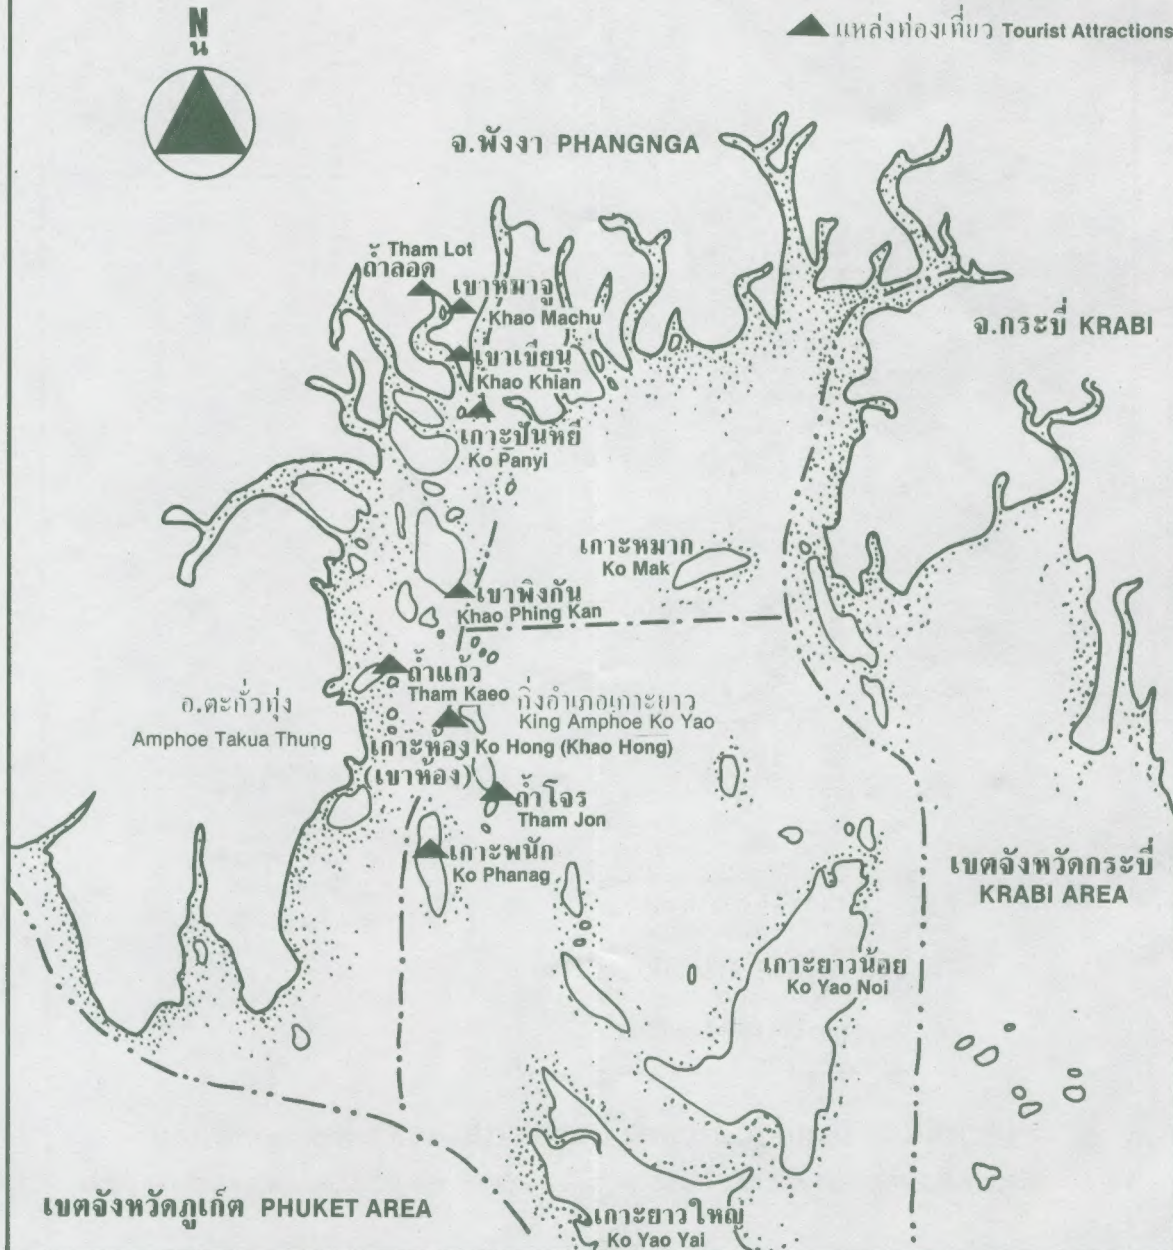 N
น
แหล่งท่องเที่ยว Tourist Attractions
จ.พังงา PHANGNGA
Tham Lot
ถ้ำลอด
เขาหมาจู
Khao Machu
จ.กระบี่ KRABI
เขาเขียน
Khao Khian
เกาะปันหยี
Ko Panyi
เกาะหมาก
Ko Mak
เขาพิงกัน
Khao Phing Kan
ถ้ำแก้ว
Tham Kaeo
อ.ตะกั่วทุ่ง
Amphoe Takua Thung
กิ่งอำเภอเกาะยาว
King Amphoe Ko Yao
เกาะห้อง Ko Hong (Khao Hong)
(เขาห้อง)
ถ้ำโจร
Tham Jon
เกาะพนัก
Ko Phanag
เขตจังหวัดกระบี่
KRABI AREA
เกาะยาวน้อย
Ko Yao Noi
เขตจังหวัดภูเก็ต PHUKET AREA
เกาะยาวใหญ่
Ko Yao Yai